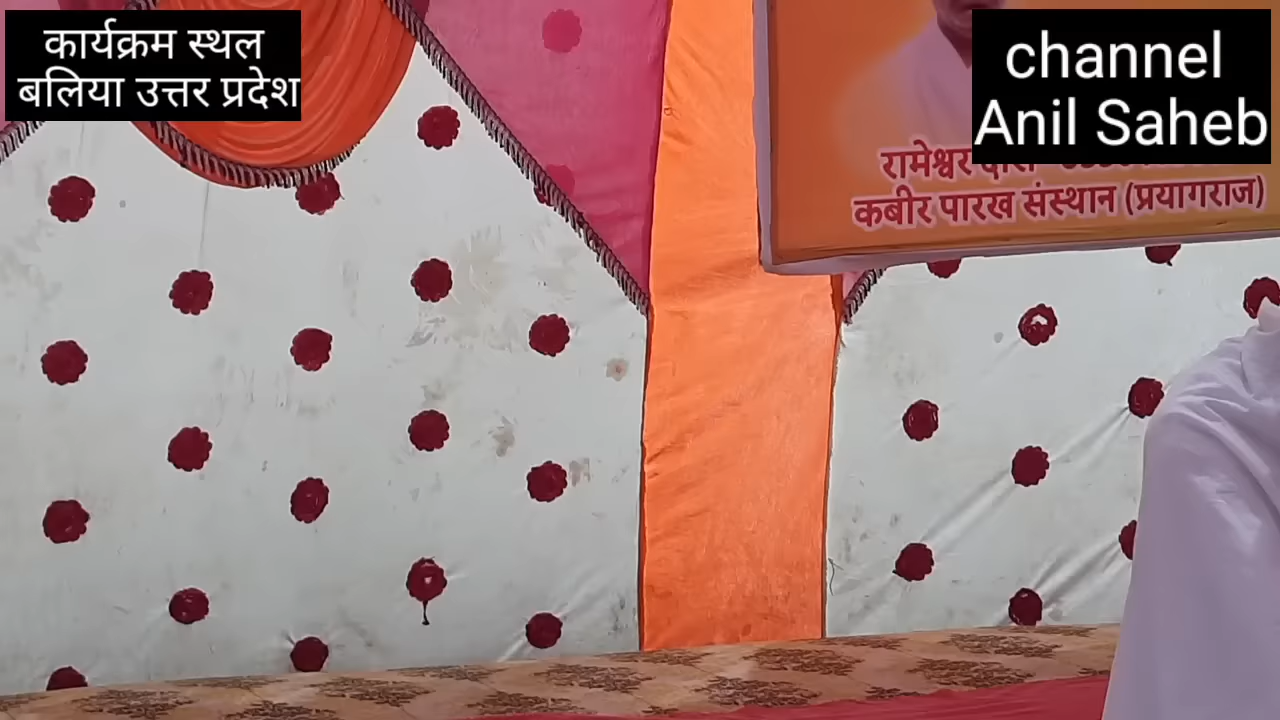 कार्यक्रम स्थल
बलिया उत्तर प्रदेश
channel
Anil Saheb
रामेश्वर दास
कबीर पारख संस्थान (प्रयागराज)